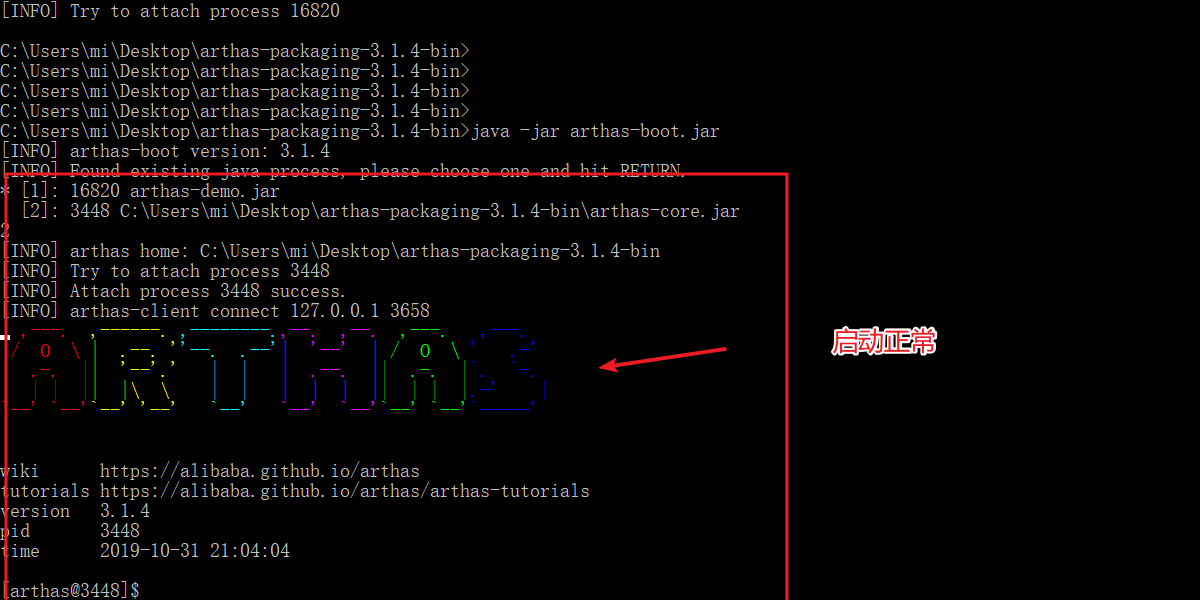 [INFO] Try to attach process 16820
C:\Users\mi\Desktop\arthas-packaging-3.1.4-bin>
C:\Users\mi\Desktop\arthas-packaging-3.1.4-bin>
C:\Users\mi\Desktop\arthas-packaging-3.1.4-bin>
C:\Users\mi\Desktop\arthas-packaging-3.1.4-bin>
C:\Users\mi\Desktop\arthas-packaging-3.1.4-bin>java -jar arthas-boot.jar
[INFO] arthas-boot version: 3.1.4
[INFO] Found existing java process, please choose one and hit RETURN.
* [1]: 16820 arthas-demo.jar
[2]: 3448 C:\Users\mi\Desktop\arthas-packaging-3.1.4-bin\arthas-core.jar
2
[INFO] arthas home: C:\Users\mi\Desktop\arthas-packaging-3.1.4-bin
[INFO] Try to attach process 3448
[INFO] Attach process 3448 success.
[INFO] arthas-client connect 127.0.0.1 3658
ARTHAS
启动正常
wiki https://alibaba.github.io/arthas
tutorials https://alibaba.github.io/arthas/arthas-tutorials
version 3.1.4
pid 3448
time 2019-10-31 21:04:04
[arthas@3448]$